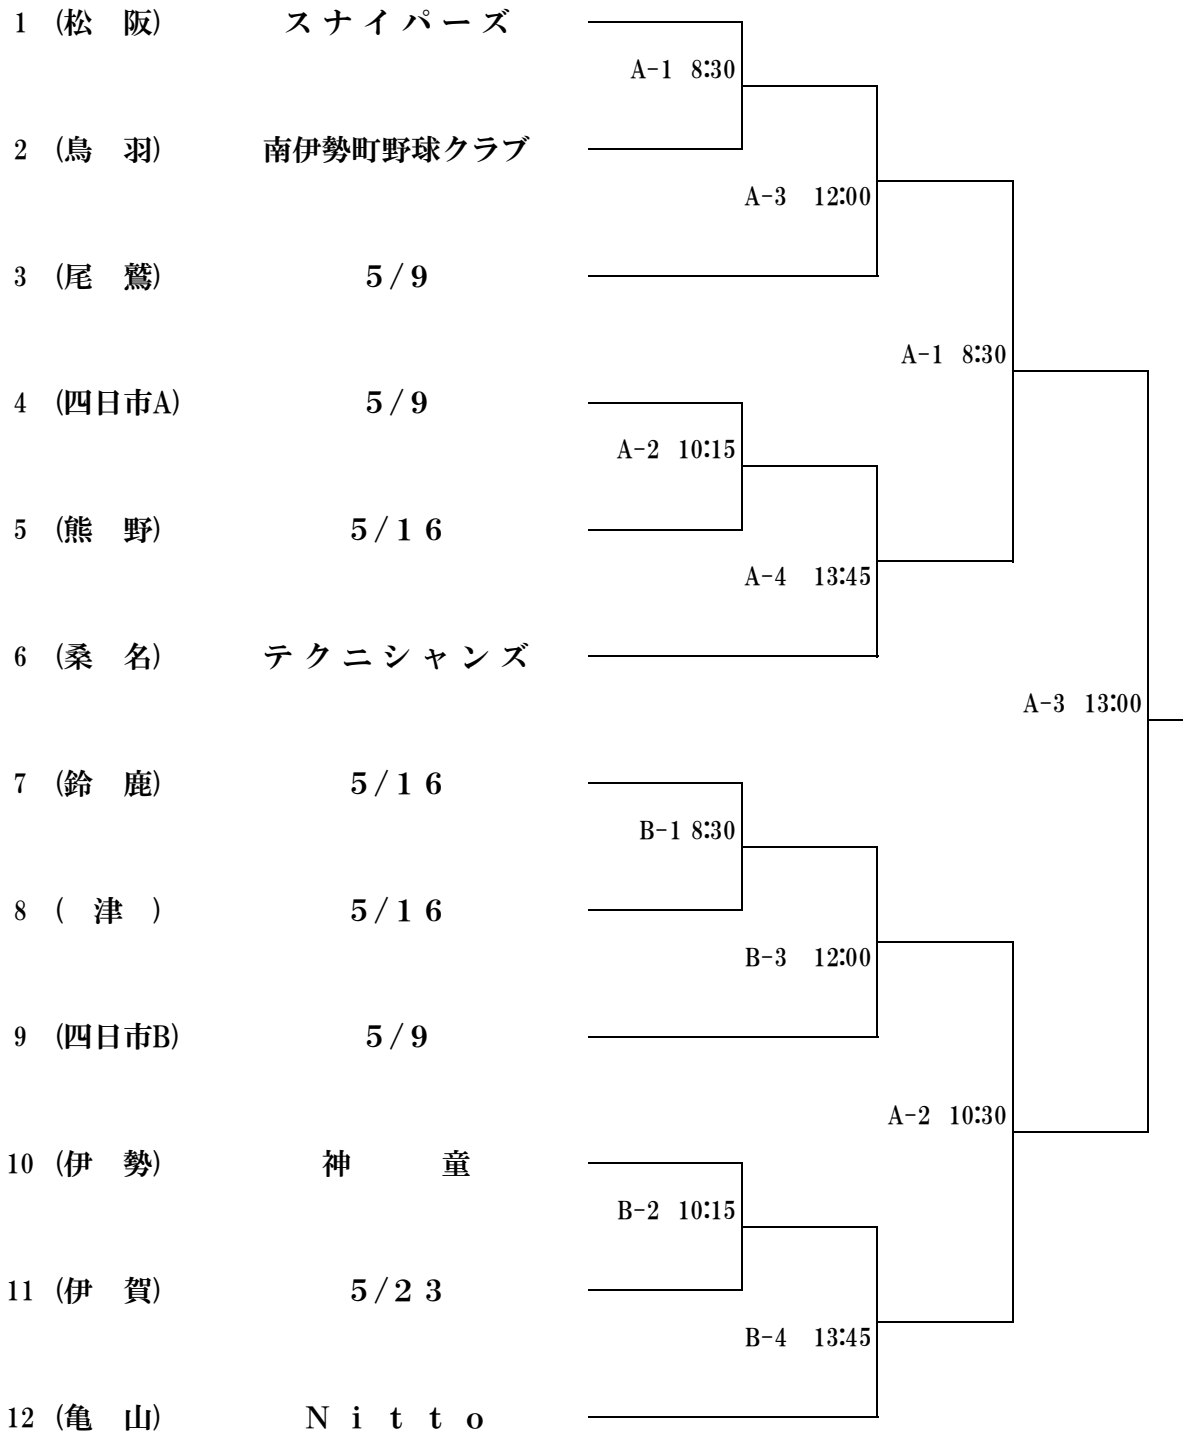 1 (松　阪) スナイパーズ
A-1 8:30
2 (鳥　羽) 南伊勢町野球クラブ
A-3 12:00
3 (尾　鷲) 5/9
A-1 8:30
4 (四日市A) 5/9
A-2 10:15
5 (熊　野) 5/16
A-4 13:45
6 (桑　名) テクニシャンズ
A-3 13:00
7 (鈴　鹿) 5/16
B-1 8:30
8 (　津　) 5/16
B-3 12:00
9 (四日市B) 5/9
A-2 10:30
10 (伊　勢) 神　童
B-2 10:15
11 (伊　賀) 5/23
B-4 13:45
12 (亀　山) Nitto